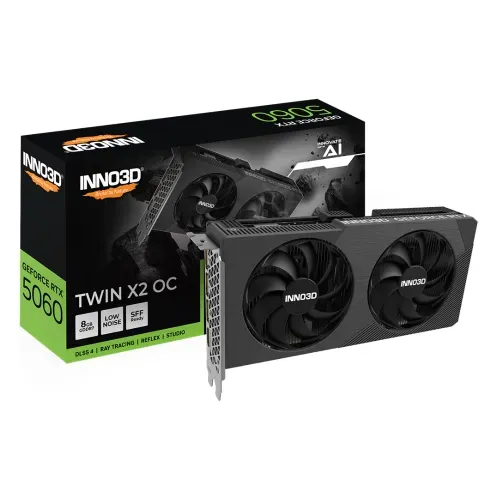 GEFORCE RTX
5060
INNO3D
INNOVATE
AI
INNO3D
GEFORCE RTX
5060
TWIN X2 OC
8GB
GDDR7
LOW
NOISE
SFF
Ready
DLSS 4 | RAY TRACING | REFLEX | STUDIO
INNO3D
INNO3D